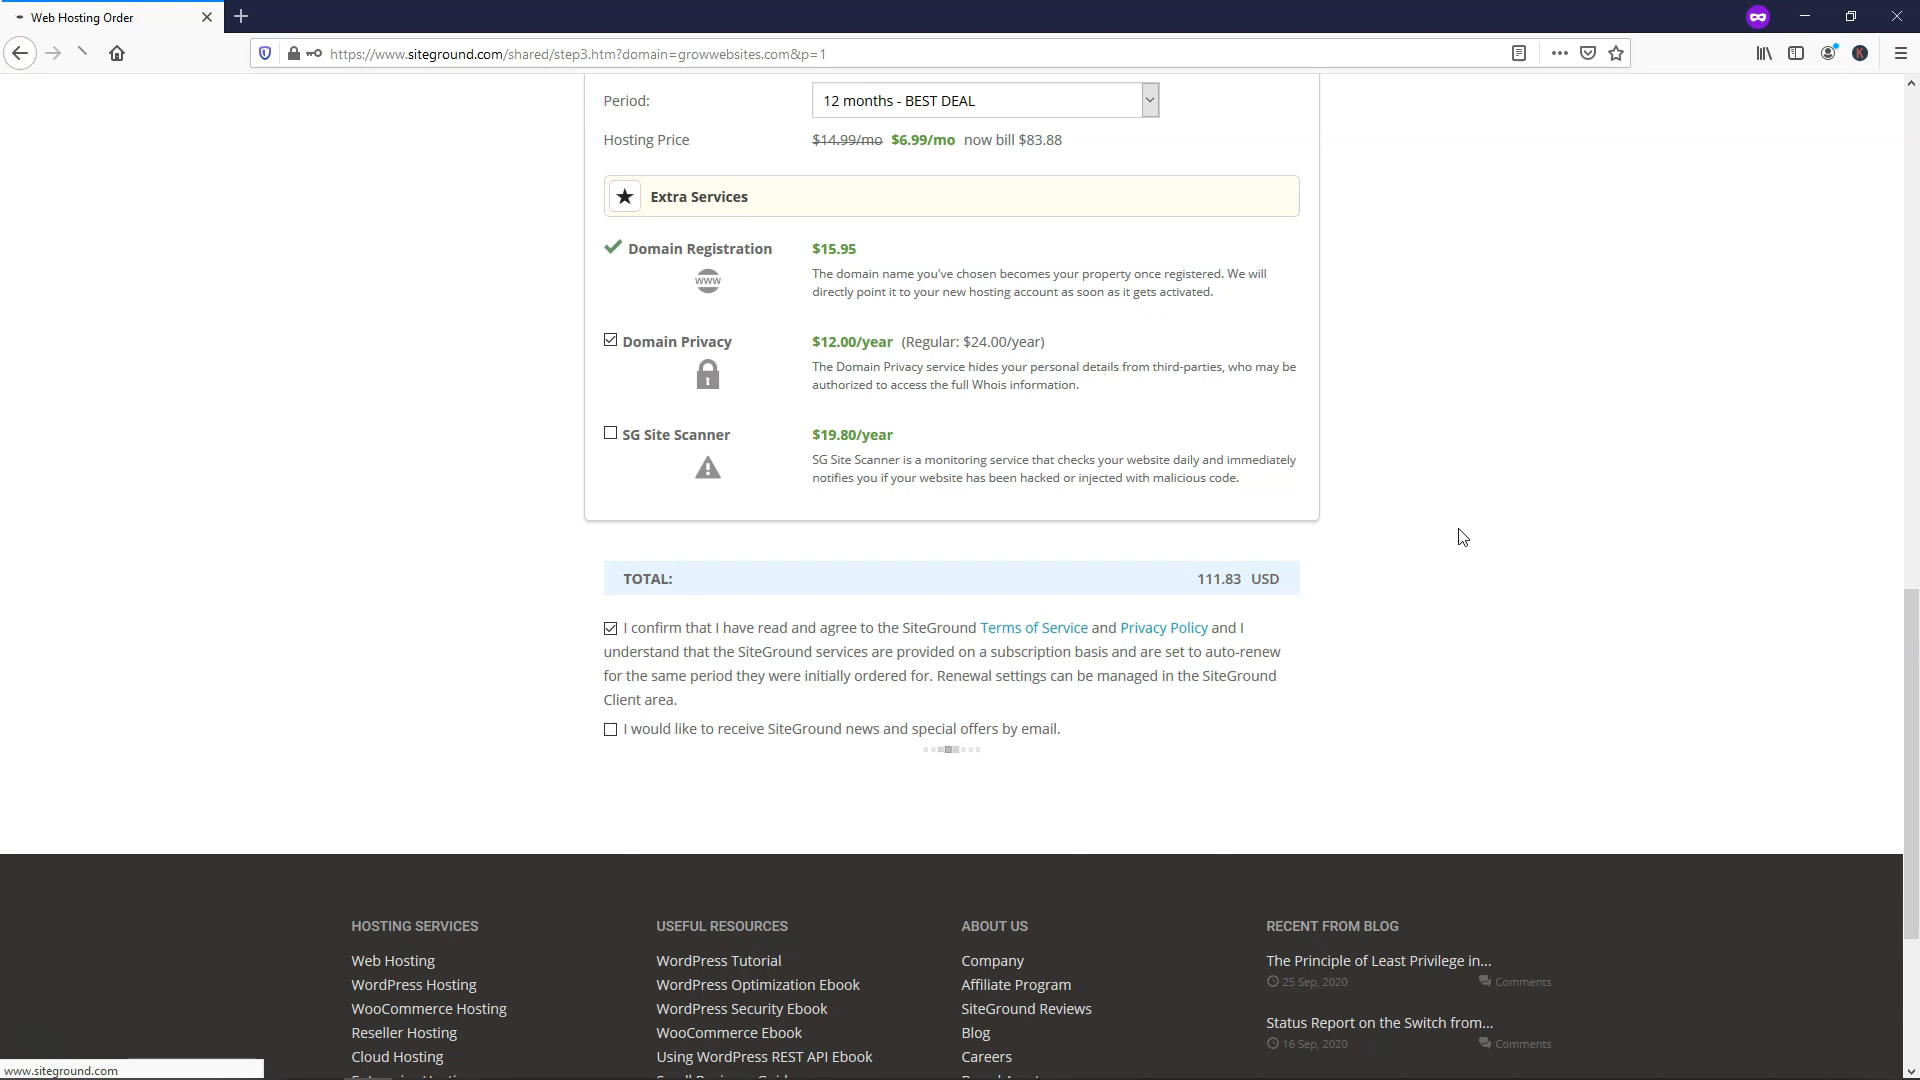 Web Hosting Order
https://www.siteground.com/shared/step3.htm?domain=growwebsites.com&p=1
Period:
12 months - BEST DEAL
Hosting Price
$14.99/mo $6.99/mo now bill $83.88
Extra Services
Domain Registration
$15.95
www
The domain name you've chosen becomes your property once registered. We will
directly point it to your new hosting account as soon as it gets activated.
Domain Privacy
$12.00/year (Regular: $24.00/year)
The Domain Privacy service hides your personal details from third-parties, who may be
authorized to access the full Whois information.
SG Site Scanner
$19.80/year
SG Site Scanner is a monitoring service that checks your website daily and immediately
notifies you if your website has been hacked or injected with malicious code.
TOTAL: 111.83 USD
I confirm that I have read and agree to the SiteGround Terms of Service and Privacy Policy and I
understand that the SiteGround services are provided on a subscription basis and are set to auto-renew
for the same period they were initially ordered for. Renewal settings can be managed in the SiteGround
Client area.
I would like to receive SiteGround news and special offers by email.
HOSTING SERVICES
Web Hosting
WordPress Hosting
WooCommerce Hosting
Reseller Hosting
Cloud Hosting
USEFUL RESOURCES
WordPress Tutorial
WordPress Optimization Ebook
WordPress Security Ebook
WooCommerce Ebook
Using WordPress REST API Ebook
ABOUT US
Company
Affiliate Program
SiteGround Reviews
Blog
Careers
RECENT FROM BLOG
The Principle of Least Privilege in...
25 Sep, 2020 Comments
Status Report on the Switch from...
16 Sep, 2020 Comments
www.siteground.com